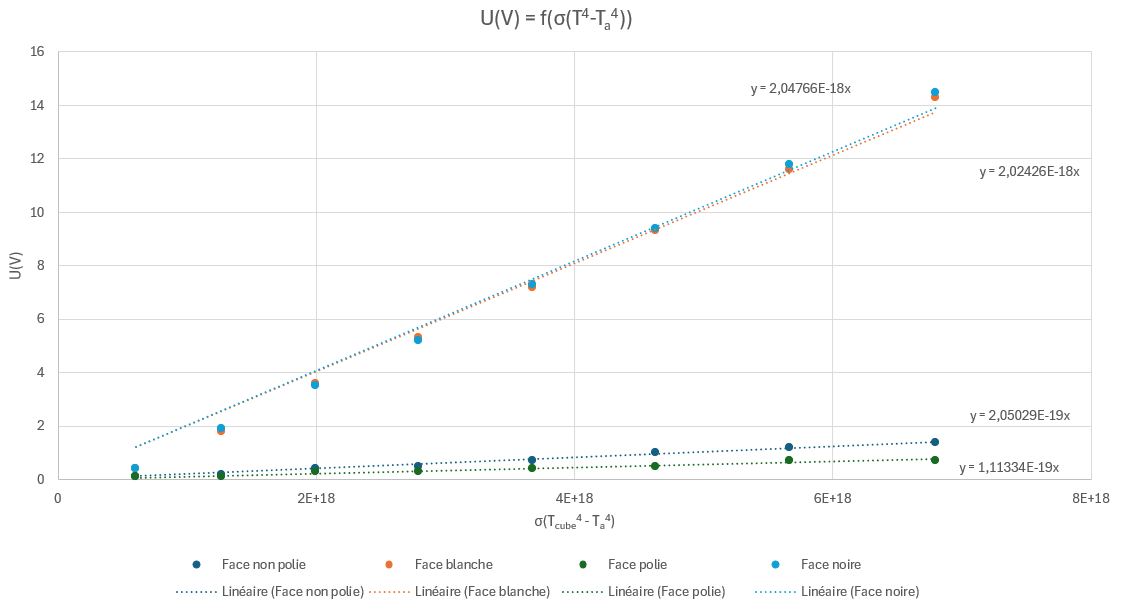 U(V) = f(σ(T⁴-Tₐ⁴))
16
14
12
10
8
6
4
2
0
U(V)
y = 2,04766E-18x
y = 2,02426E-18x
y = 2,05029E-19x
y = 1,11334E-19x
0 2E+18 4E+18 6E+18 8E+18
σ(T_cube⁴ - Tₐ⁴)
Face non polie Face blanche Face polie Face noire
Linéaire (Face non polie) Linéaire (Face blanche) Linéaire (Face polie) Linéaire (Face noire)